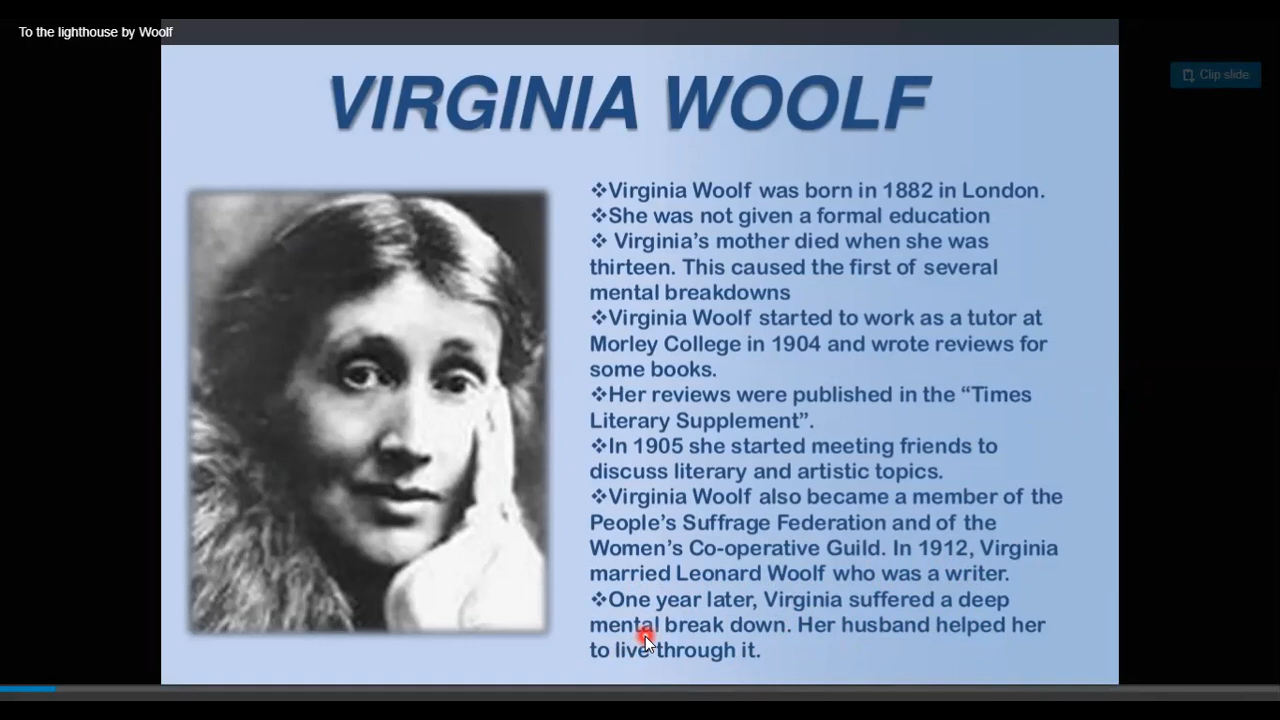 To the lighthouse by Woolf
Clip slide
VIRGINIA WOOLF
❖Virginia Woolf was born in 1882 in London.
❖She was not given a formal education
❖ Virginia’s mother died when she was
thirteen. This caused the first of several
mental breakdowns
❖Virginia Woolf started to work as a tutor at
Morley College in 1904 and wrote reviews for
some books.
❖Her reviews were published in the “Times
Literary Supplement”.
❖In 1905 she started meeting friends to
discuss literary and artistic topics.
❖Virginia Woolf also became a member of the
People’s Suffrage Federation and of the
Women’s Co-operative Guild. In 1912, Virginia
married Leonard Woolf who was a writer.
❖One year later, Virginia suffered a deep
mental break down. Her husband helped her
to live through it.